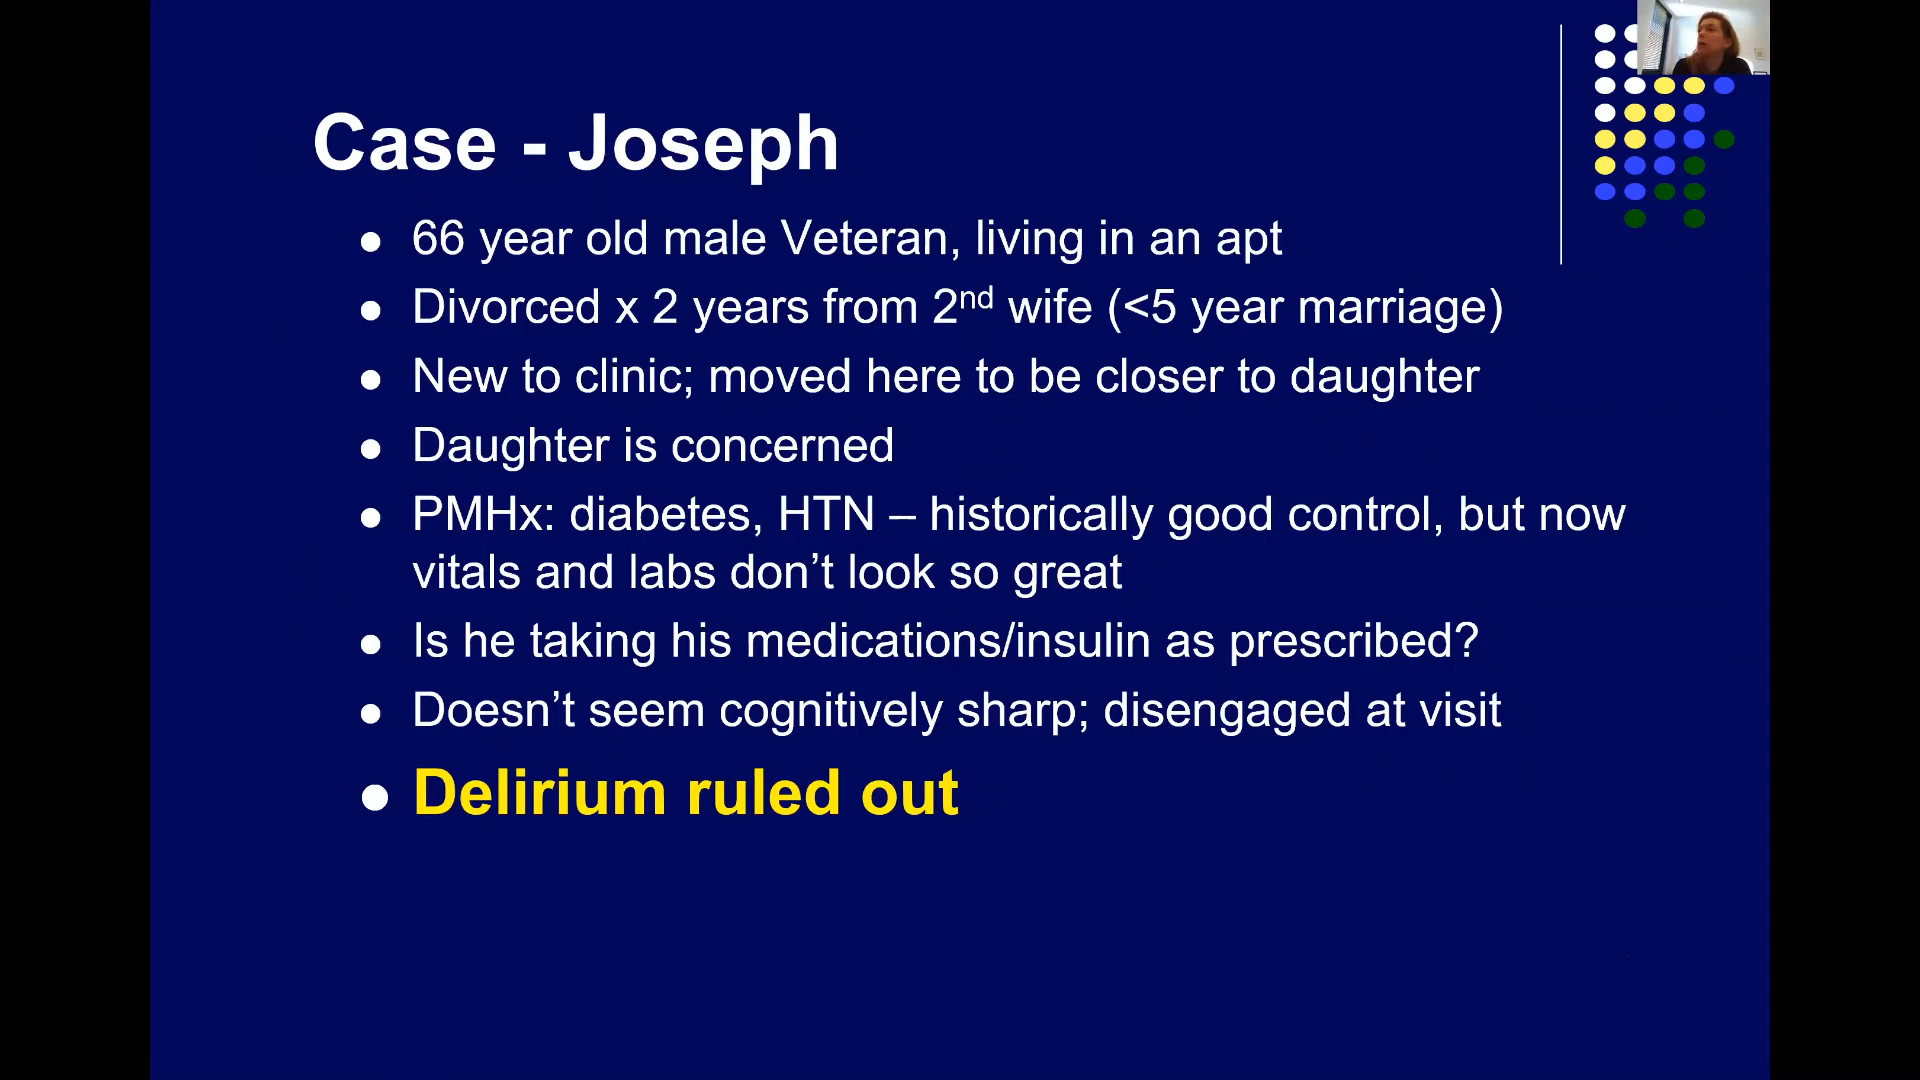 Case - Joseph
● 66 year old male Veteran, living in an apt
● Divorced x 2 years from 2nd wife (<5 year marriage)
● New to clinic; moved here to be closer to daughter
● Daughter is concerned
● PMHx: diabetes, HTN – historically good control, but now
vitals and labs don’t look so great
● Is he taking his medications/insulin as prescribed?
● Doesn’t seem cognitively sharp; disengaged at visit
● Delirium ruled out